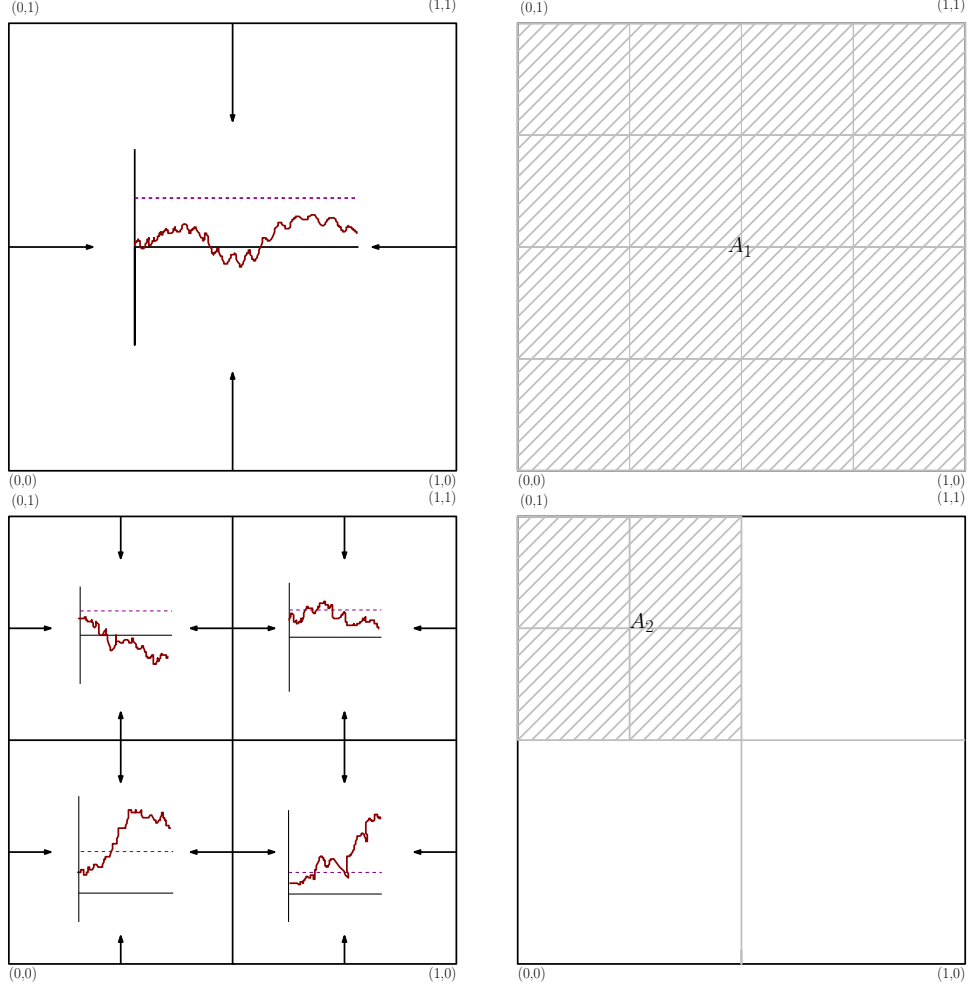 (0,1) (1,1) (0,1) (1,1)
A1
(0,0) (1,0) (0,0) (1,0)
(0,1) (1,1) (0,1) (1,1)
A2
(0,0) (1,0) (0,0) (1,0)